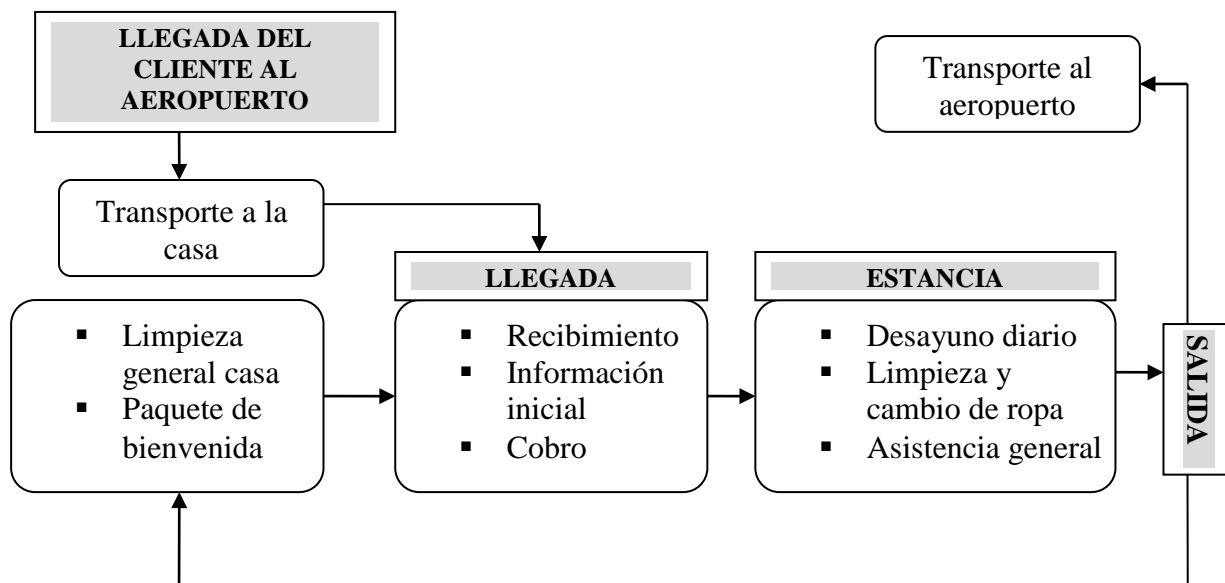 LLEGADA DEL
CLIENTE AL
AEROPUERTO
Transporte al
aeropuerto
Transporte a la
casa
LLEGADA
ESTANCIA
▪ Limpieza
general casa
▪ Paquete de
bienvenida
▪ Recibimiento
▪ Información
inicial
▪ Cobro
▪ Desayuno diario
▪ Limpieza y
cambio de ropa
▪ Asistencia general
SALIDA